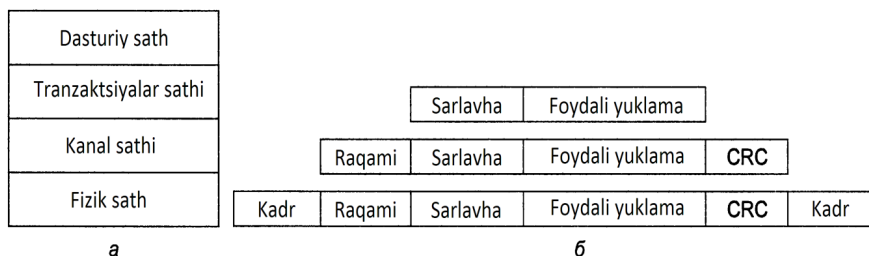 Dasturiy sath
Tranzaktsiyalar sathi
Sarlavha Foydali yuklama
Kanal sathi
Raqami Sarlavha Foydali yuklama CRC
Fizik sath
Kadr Raqami Sarlavha Foydali yuklama CRC Kadr
а б